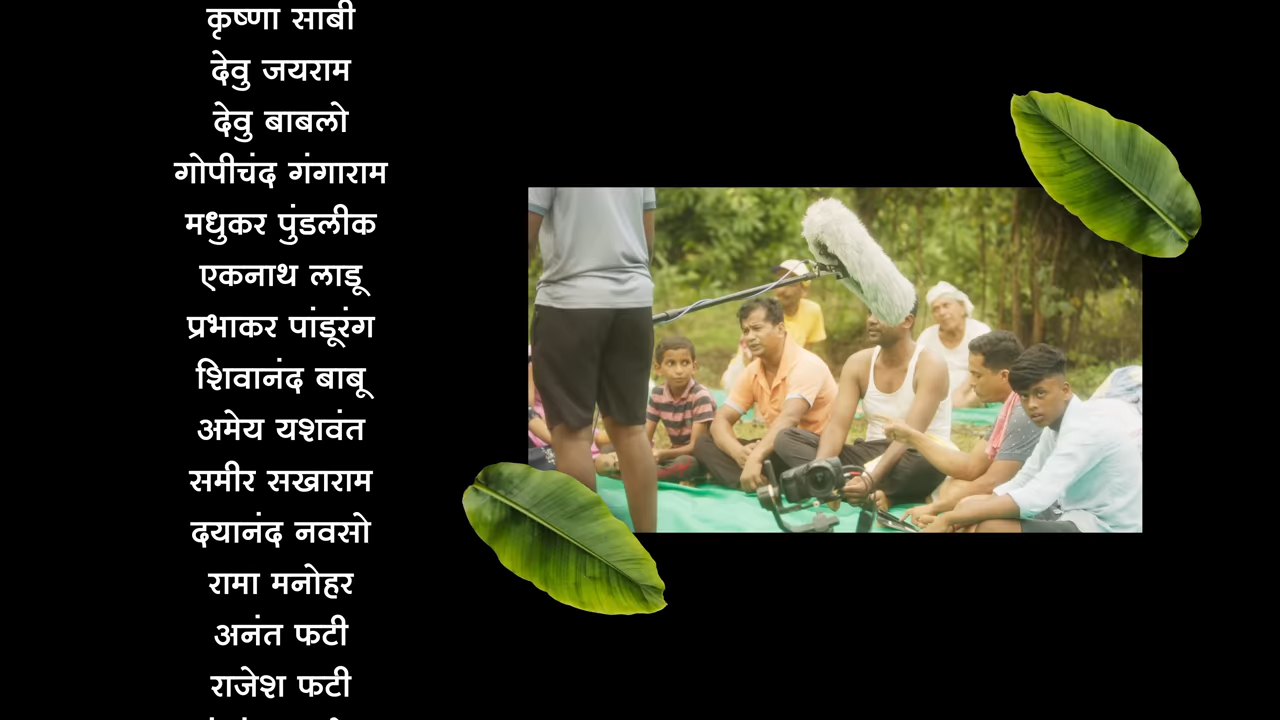 कृष्णा साबी
देवु जयराम
देवु बाबलो
गोपीचंद गंगाराम
मधुकर पुंडलीक
एकनाथ लाडू
प्रभाकर पांडूरंग
शिवानंद बाबू
अमेय यशवंत
समीर सखाराम
दयानंद नवसो
रामा मनोहर
अनंत फटी
राजेश फटी